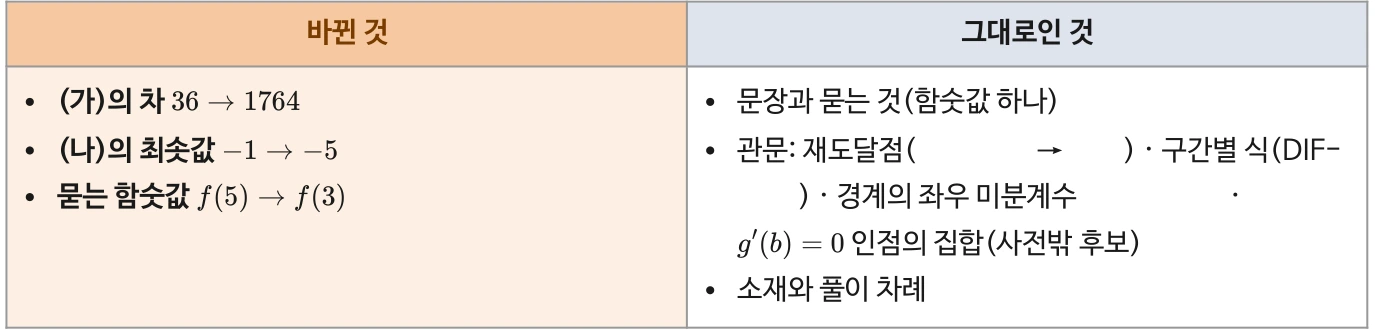 바뀐 것
그대로인 것
• (가)의 차 36 → 1764
• (나)의 최솟값 −1 → −5
• 묻는 함숫값 f(5) → f(3)
• 문장과 묻는 것(함숫값 하나)
• 관문: 재도달점( → ) · 구간별 식(DIF-
) · 경계의 좌우 미분계수 ·
g′(b) = 0 인점의 집합(사전밖 후보)
• 소재와 풀이 차례